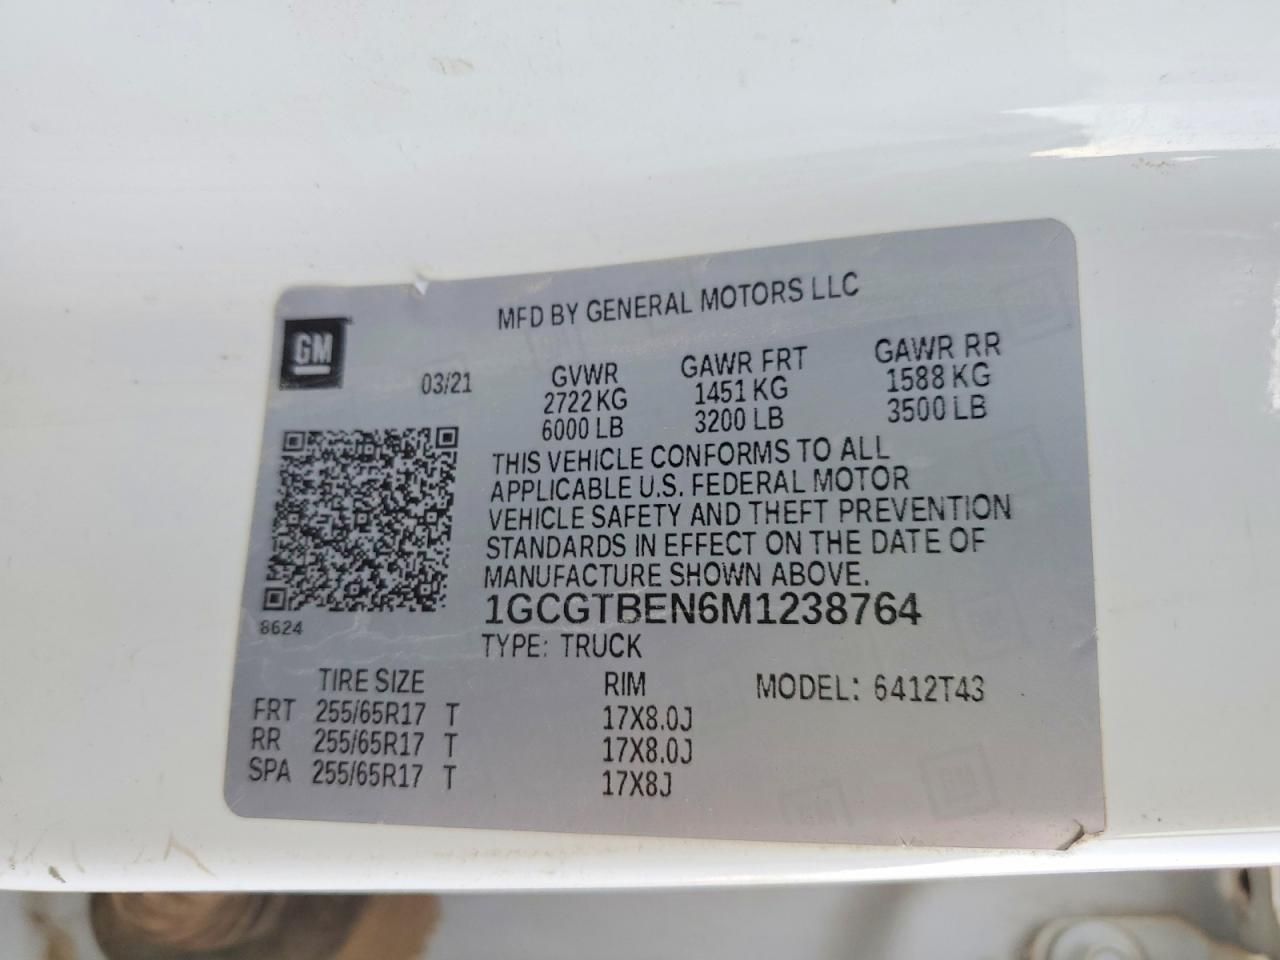 MFD BY GENERAL MOTORS LLC
GM
03/21
GVWR GAWR FRT GAWR RR
2722 KG 1451 KG 1588 KG
6000 LB 3200 LB 3500 LB
THIS VEHICLE CONFORMS TO ALL
APPLICABLE U.S. FEDERAL MOTOR
VEHICLE SAFETY AND THEFT PREVENTION
STANDARDS IN EFFECT ON THE DATE OF
MANUFACTURE SHOWN ABOVE.
1GCGTBEN6M1238764
8624
TYPE: TRUCK
TIRE SIZE RIM MODEL: 6412T43
FRT 255/65R17 T 17X8.0J
RR 255/65R17 T 17X8.0J
SPA 255/65R17 T 17X8J
GM